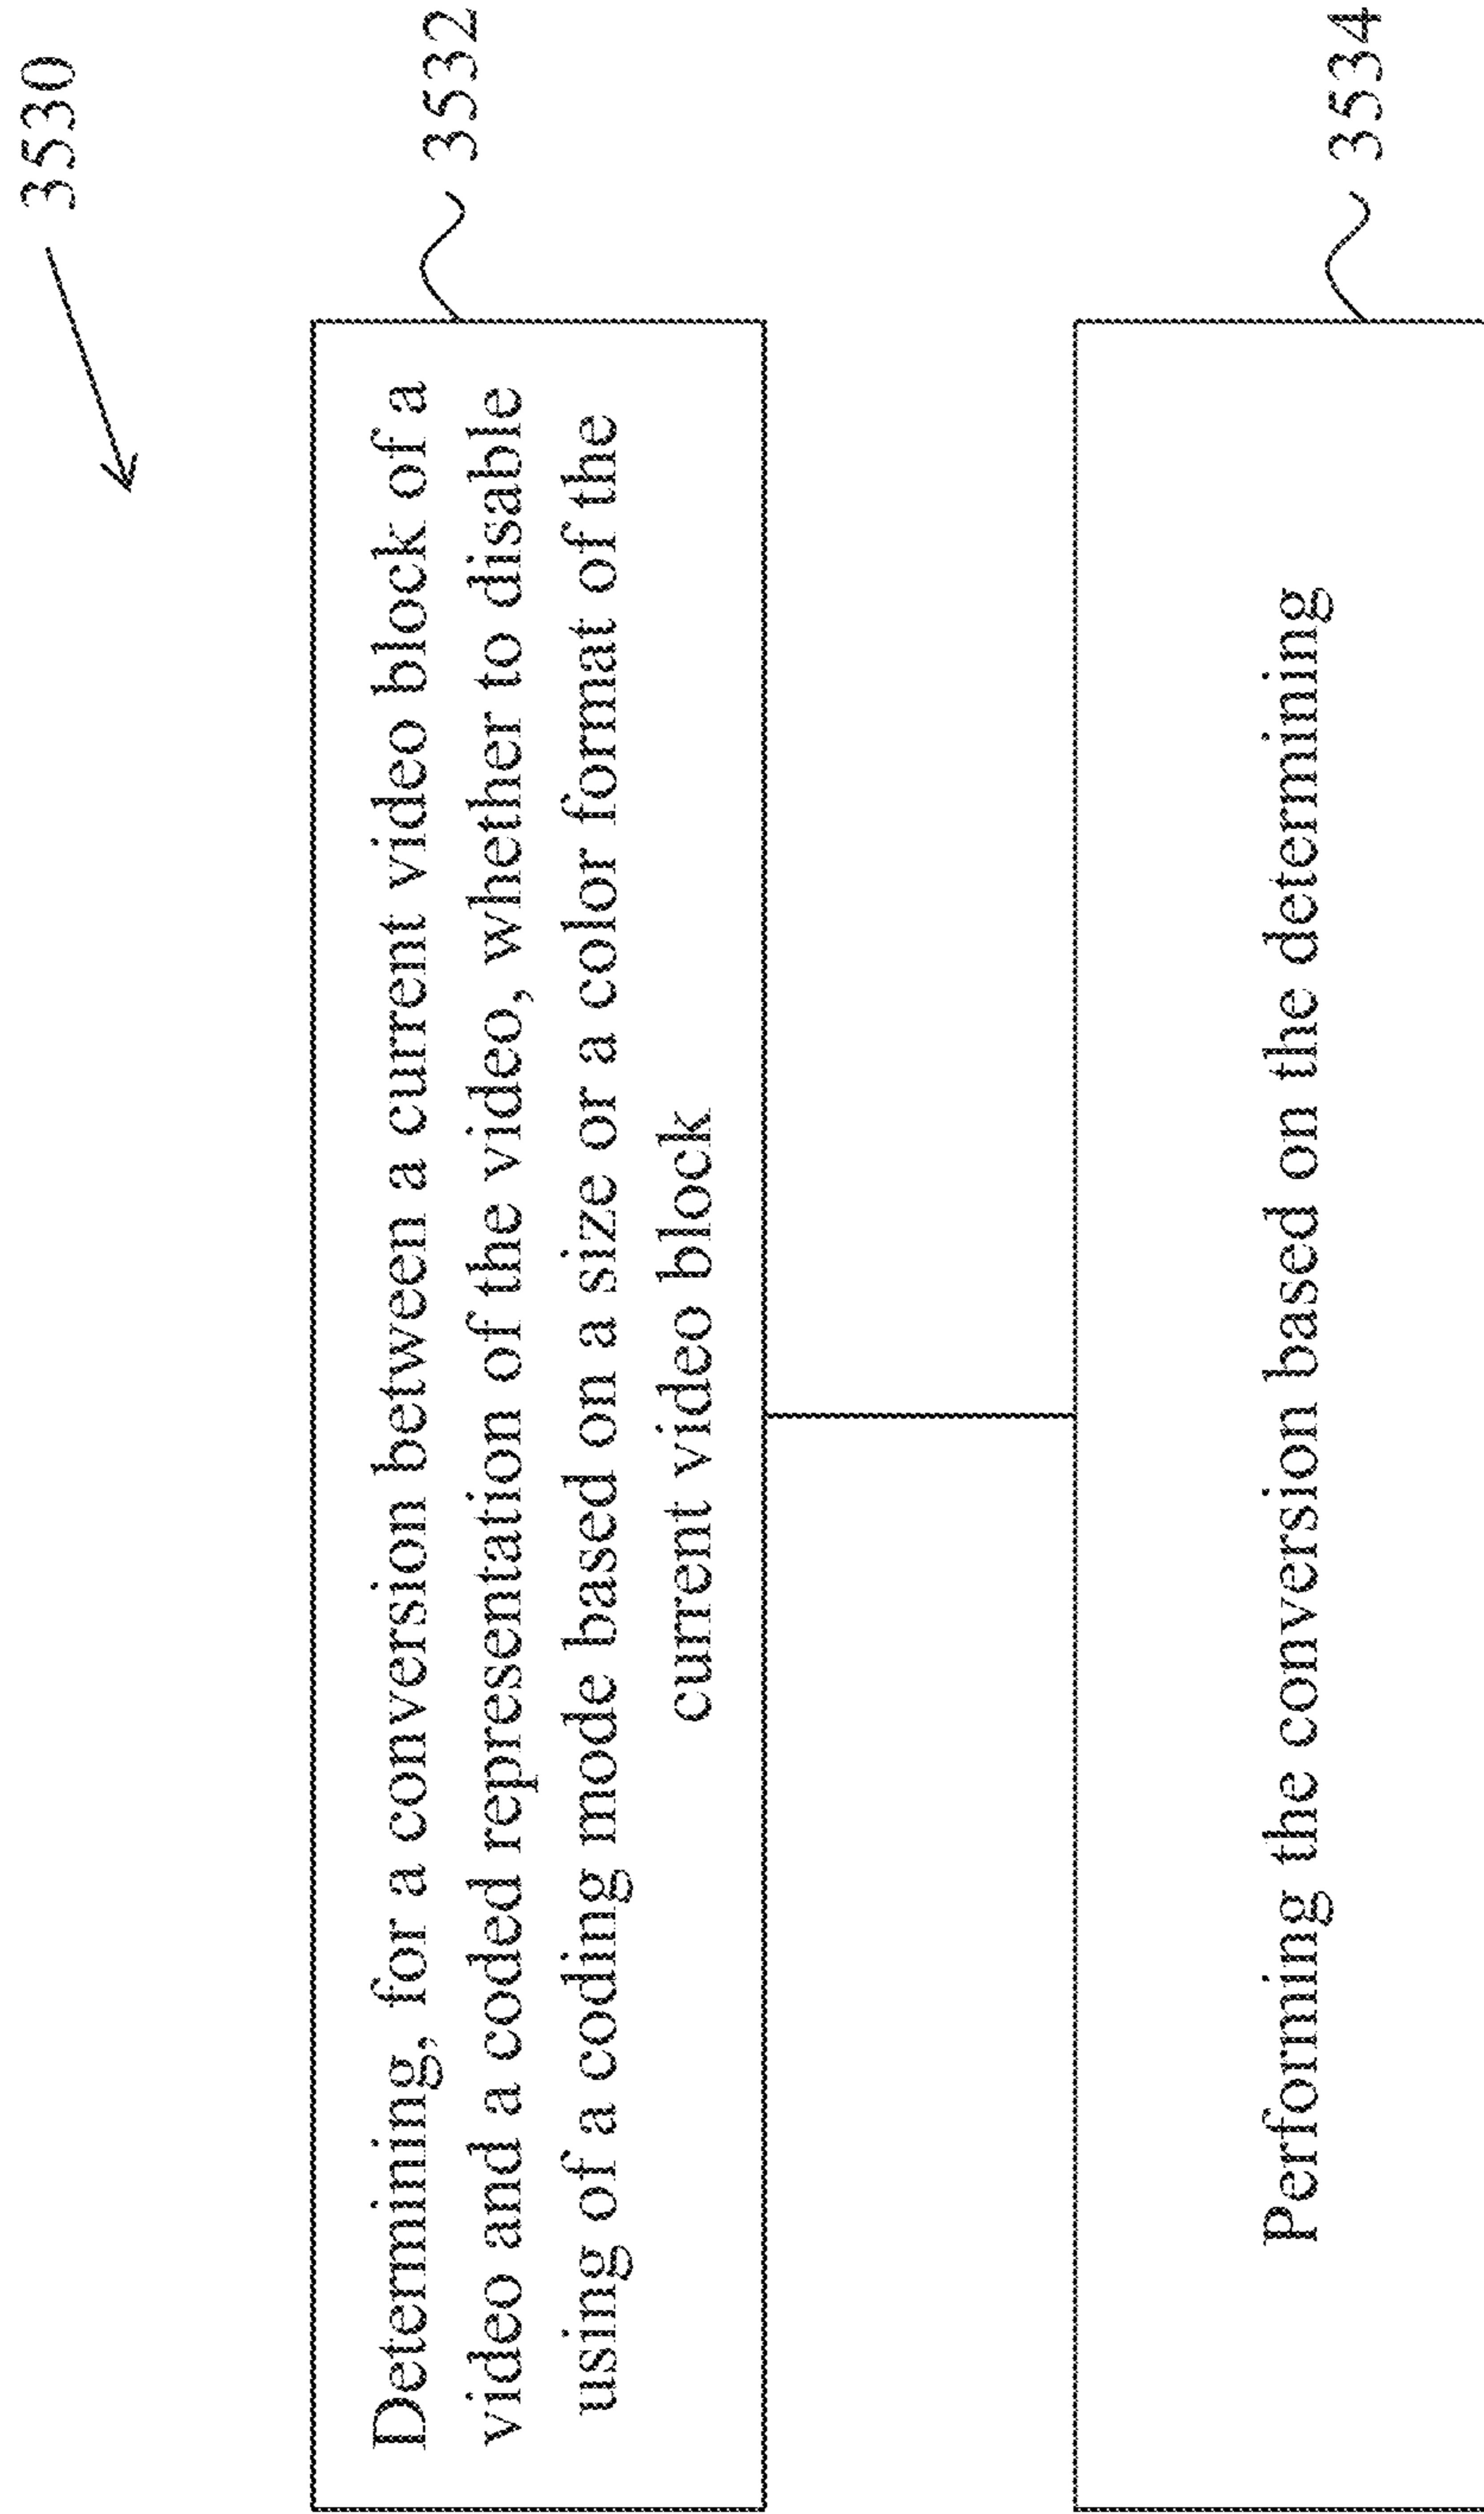 3530
Determining, for a conversion between a current video block of a
video and a coded representation of the video, whether to disable
using of a coding mode based on a size or a color format of the
current video block
3532
Performing the conversion based on the determining
3534